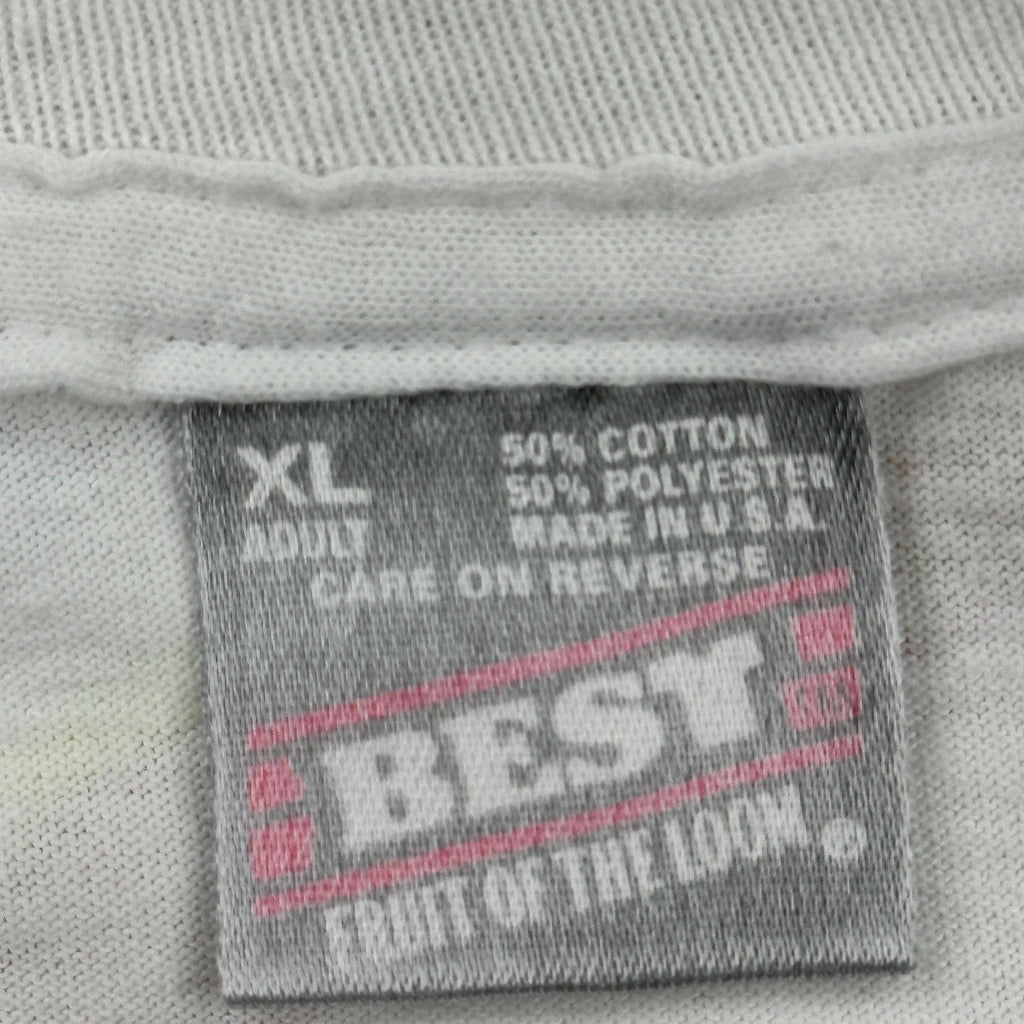 XL
ADULT
50% COTTON
50% POLYESTER
MADE IN U.S.A.
CARE ON REVERSE
BEST
FRUIT OF THE LOOM®